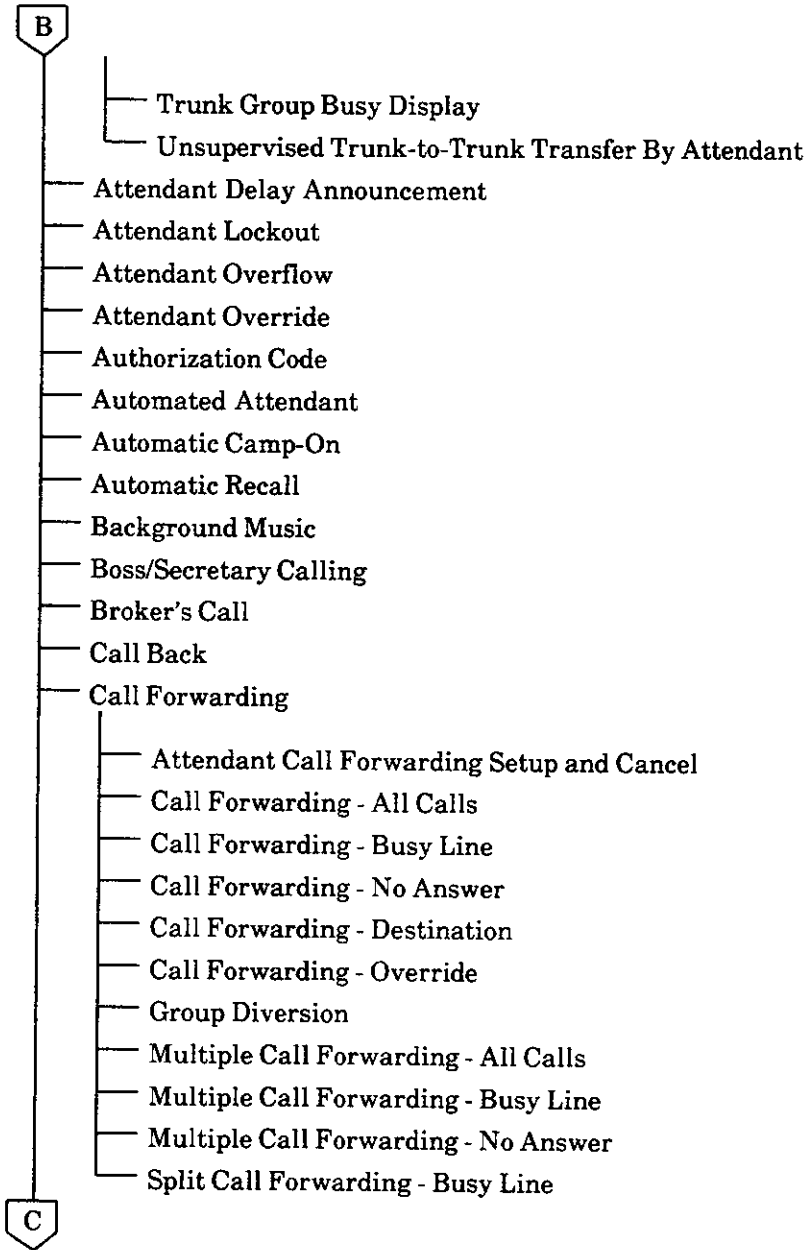 B
Trunk Group Busy Display
Unsupervised Trunk-to-Trunk Transfer By Attendant
Attendant Delay Announcement
Attendant Lockout
Attendant Overflow
Attendant Override
Authorization Code
Automated Attendant
Automatic Camp-On
Automatic Recall
Background Music
Boss/Secretary Calling
Broker's Call
Call Back
Call Forwarding
Attendant Call Forwarding Setup and Cancel
Call Forwarding - All Calls
Call Forwarding - Busy Line
Call Forwarding - No Answer
Call Forwarding - Destination
Call Forwarding - Override
Group Diversion
Multiple Call Forwarding - All Calls
Multiple Call Forwarding - Busy Line
Multiple Call Forwarding - No Answer
Split Call Forwarding - Busy Line
C